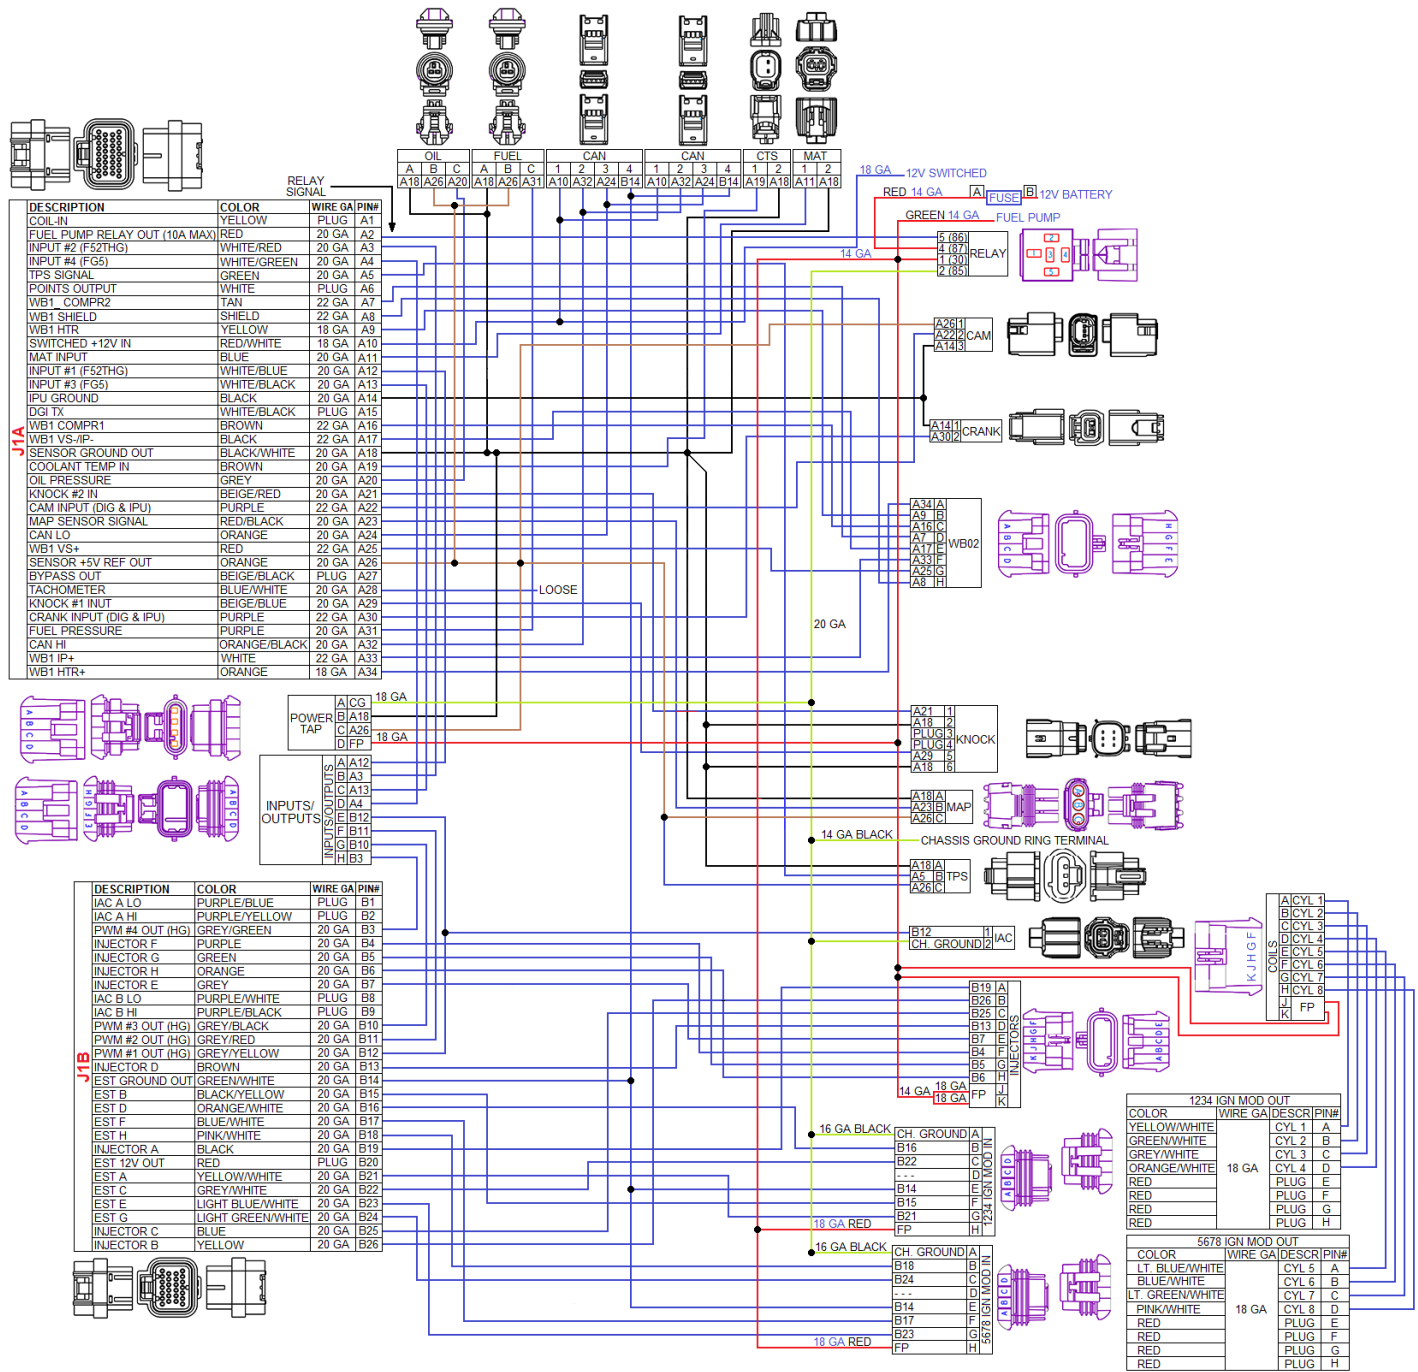 OIL FUEL CAN CAN CTS MAT
A B C A B C 1 2 3 4 1 2 3 4 1 2 1 2
A18 A26 A20 A18 A26 A31 A10 A32 A24 B14 A10 A32 A24 B14 A19 A18 A11 A18
RELAY
SIGNAL
18 GA 12V SWITCHED
RED 14 GA A FUSE B 12V BATTERY
GREEN 14 GA FUEL PUMP
14 GA
5 (86)
4 (87)
1 (30)
2 (85)
RELAY
2
1 3 4
5
J1A
DESCRIPTION COLOR WIRE GA PIN#
COIL-IN YELLOW PLUG A1
FUEL PUMP RELAY OUT (10A MAX) RED 20 GA A2
INPUT #2 (F52THG) WHITE/RED 20 GA A3
INPUT #4 (FG5) WHITE/GREEN 20 GA A4
TPS SIGNAL GREEN 20 GA A5
POINTS OUTPUT WHITE PLUG A6
WB1_ COMPR2 TAN 22 GA A7
WB1 SHIELD SHIELD 22 GA A8
WB1 HTR YELLOW 18 GA A9
SWITCHED +12V IN RED/WHITE 18 GA A10
MAT INPUT BLUE 20 GA A11
INPUT #1 (F52THG) WHITE/BLUE 20 GA A12
INPUT #3 (FG5) WHITE/BLACK 20 GA A13
IPU GROUND BLACK 20 GA A14
DGI TX WHITE/BLACK PLUG A15
WB1 COMPR1 BROWN 22 GA A16
WB1 VS-/IP- BLACK 22 GA A17
SENSOR GROUND OUT BLACK/WHITE 20 GA A18
COOLANT TEMP IN BROWN 20 GA A19
OIL PRESSURE GREY 20 GA A20
KNOCK #2 IN BEIGE/RED 20 GA A21
CAM INPUT (DIG & IPU) PURPLE 22 GA A22
MAP SENSOR SIGNAL RED/BLACK 20 GA A23
CAN LO ORANGE 20 GA A24
WB1 VS+ RED 22 GA A25
SENSOR +5V REF OUT ORANGE 20 GA A26
BYPASS OUT BEIGE/BLACK PLUG A27
TACHOMETER BLUE/WHITE 20 GA A28
KNOCK #1 INUT BEIGE/BLUE 20 GA A29
CRANK INPUT (DIG & IPU) PURPLE 22 GA A30
FUEL PRESSURE PURPLE 20 GA A31
CAN HI ORANGE/BLACK 20 GA A32
WB1 IP+ WHITE 22 GA A33
WB1 HTR+ ORANGE 18 GA A34
LOOSE
20 GA
A26 1
A22 2
A14 3
CAM
A14 1
A30 2
CRANK
A34 A
A9 B
A16 C
A7 D
A17 E
A33 F
A25 G
A8 H
WB02
A B C D
H G F E
POWER
TAP
A CG 18 GA
B A18
C A26
D FP 18 GA
A B C D
INPUTS/
OUTPUTS
INPUTS/OUTPUTS
A A12
B A3
C A13
D A4
E B12
F B11
G B10
H B3
A B C D
E F G H
A B C D
A21 1
A18 2
PLUG 3
PLUG 4
A29 5
A18 6
KNOCK
A18 A
A23 B
A26 C
MAP
14 GA BLACK CHASSIS GROUND RING TERMINAL
A18 A
A5 B
A26 C
TPS
B12 1
CH. GROUND 2
IAC
J1B
DESCRIPTION COLOR WIRE GA PIN#
IAC A LO PURPLE/BLUE PLUG B1
IAC A HI PURPLE/YELLOW PLUG B2
PWM #4 OUT (HG) GREY/GREEN 20 GA B3
INJECTOR F PURPLE 20 GA B4
INJECTOR G GREEN 20 GA B5
INJECTOR H ORANGE 20 GA B6
INJECTOR E GREY 20 GA B7
IAC B LO PURPLE/WHITE PLUG B8
IAC B HI PURPLE/BLACK PLUG B9
PWM #3 OUT (HG) GREY/BLACK 20 GA B10
PWM #2 OUT (HG) GREY/RED 20 GA B11
PWM #1 OUT (HG) GREY/YELLOW 20 GA B12
INJECTOR D BROWN 20 GA B13
EST GROUND OUT GREEN/WHITE 20 GA B14
EST B BLACK/YELLOW 20 GA B15
EST D ORANGE/WHITE 20 GA B16
EST F BLUE/WHITE 20 GA B17
EST H PINK/WHITE 20 GA B18
INJECTOR A BLACK 20 GA B19
EST 12V OUT RED PLUG B20
EST A YELLOW/WHITE 20 GA B21
EST C GREY/WHITE 20 GA B22
EST E LIGHT BLUE/WHITE 20 GA B23
EST G LIGHT GREEN/WHITE 20 GA B24
INJECTOR C BLUE 20 GA B25
INJECTOR B YELLOW 20 GA B26
K J H G F
COILS
A CYL 1
B CYL 2
C CYL 3
D CYL 4
E CYL 5
F CYL 6
G CYL 7
H CYL 8
J
K
FP
B19 A
B26 B
B25 C
B13 D
B7 E
B4 F
B5 G
B6 H
FP J
K
INJECTORS
14 GA 18 GA
18 GA
K J H G F
A B C D E
16 GA BLACK CH. GROUND A
B16 B
B22 C
- - - D
B14 E
B15 F
B21 G
18 GA RED FP H
1234 IGN MOD IN
A B C D
16 GA BLACK CH. GROUND A
B18 B
B24 C
- - - D
B14 E
B17 F
B23 G
18 GA RED FP H
5678 IGN MOD IN
A B C D
1234 IGN MOD OUT
COLOR WIRE GA DESCR PIN#
YELLOW/WHITE CYL 1 A
GREEN/WHITE CYL 2 B
GREY/WHITE CYL 3 C
ORANGE/WHITE 18 GA CYL 4 D
RED PLUG E
RED PLUG F
RED PLUG G
RED PLUG H
5678 IGN MOD OUT
COLOR WIRE GA DESCR PIN#
LT. BLUE/WHITE CYL 5 A
BLUE/WHITE CYL 6 B
LT. GREEN/WHITE CYL 7 C
PINK/WHITE 18 GA CYL 8 D
RED PLUG E
RED PLUG F
RED PLUG G
RED PLUG H